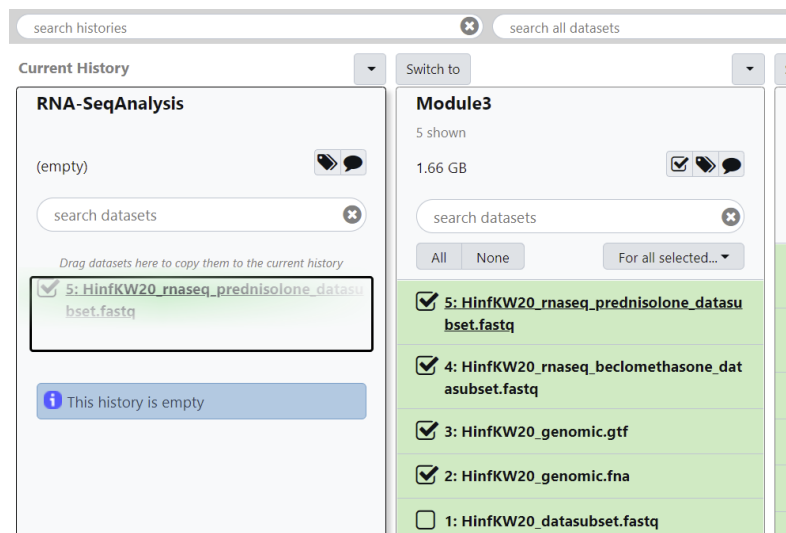 search histories
search all datasets
Current History
Switch to
RNA-SeqAnalysis
(empty)
search datasets
Drag datasets here to copy them to the current history
5: HinfKW20_rnaseq_prednisolone_datasu
bset.fastq
This history is empty
Module3
5 shown
1.66 GB
search datasets
All
None
For all selected...
5: HinfKW20_rnaseq_prednisolone_datasu
bset.fastq
4: HinfKW20_rnaseq_beclomethasone_dat
asubset.fastq
3: HinfKW20_genomic.gtf
2: HinfKW20_genomic.fna
1: HinfKW20_datasubset.fastq